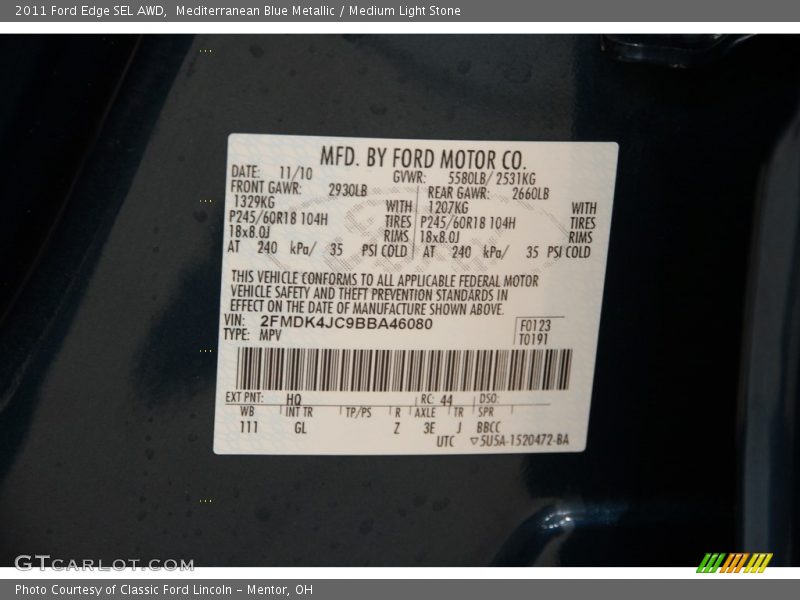 2011 Ford Edge SEL AWD, Mediterranean Blue Metallic / Medium Light Stone
MFD. BY FORD MOTOR CO.
DATE: 11/10 GVWR: 5580LB/ 2531KG
FRONT GAWR: 2930LB REAR GAWR: 2660LB
1329KG WITH 1207KG WITH
P245/60R18 104H TIRES P245/60R18 104H TIRES
18x8.0J RIMS 18x8.0J RIMS
AT 240 kPa/ 35 PSI COLD AT 240 kPa/ 35 PSI COLD
THIS VEHICLE CONFORMS TO ALL APPLICABLE FEDERAL MOTOR
VEHICLE SAFETY AND THEFT PREVENTION STANDARDS IN
EFFECT ON THE DATE OF MANUFACTURE SHOWN ABOVE.
VIN: 2FMDK4JC9BBA46080 F0123
TYPE: MPV T0191
EXT PNT: HQ RC: 44 DSO:
WB INT TR TP/PS R AXLE TR SPR
111 GL Z 3E J BBCC
UTC ▽5U5A-1520472-BA
GTCARLOT.COM
Photo Courtesy of Classic Ford Lincoln – Mentor, OH